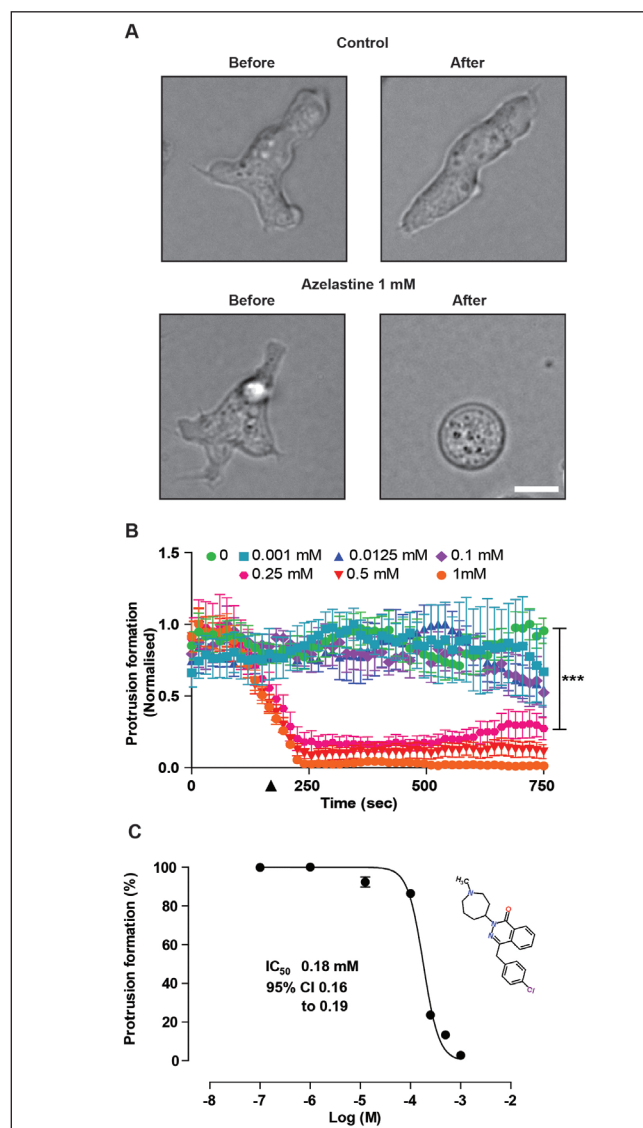 A
Control
Before After
Azelastine 1 mM
Before After
B
0 0.001 mM 0.0125 mM 0.1 mM
0.25 mM 0.5 mM 1mM
Protrusion formation
(Normalised)
1.5
1.0
0.5
0.0
***
0 250 500 750
Time (sec)
C
Protrusion formation (%)
100
80
60
40
20
0
IC50 0.18 mM
95% CI 0.16
to 0.19
H3C
N
O
N
N
Cl
-8 -7 -6 -5 -4 -3 -2
Log (M)